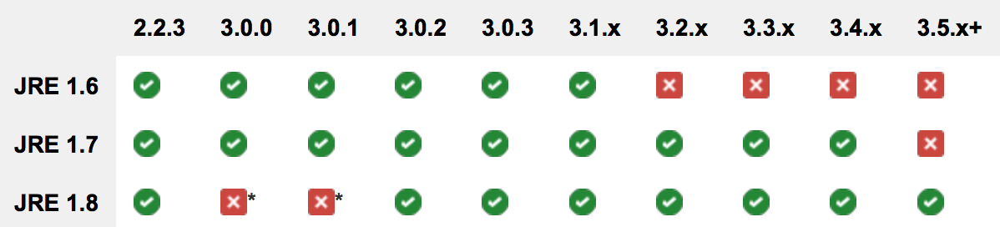 2.2.3 3.0.0 3.0.1 3.0.2 3.0.3 3.1.x 3.2.x 3.3.x 3.4.x 3.5.x+
JRE 1.6
JRE 1.7
JRE 1.8 * *